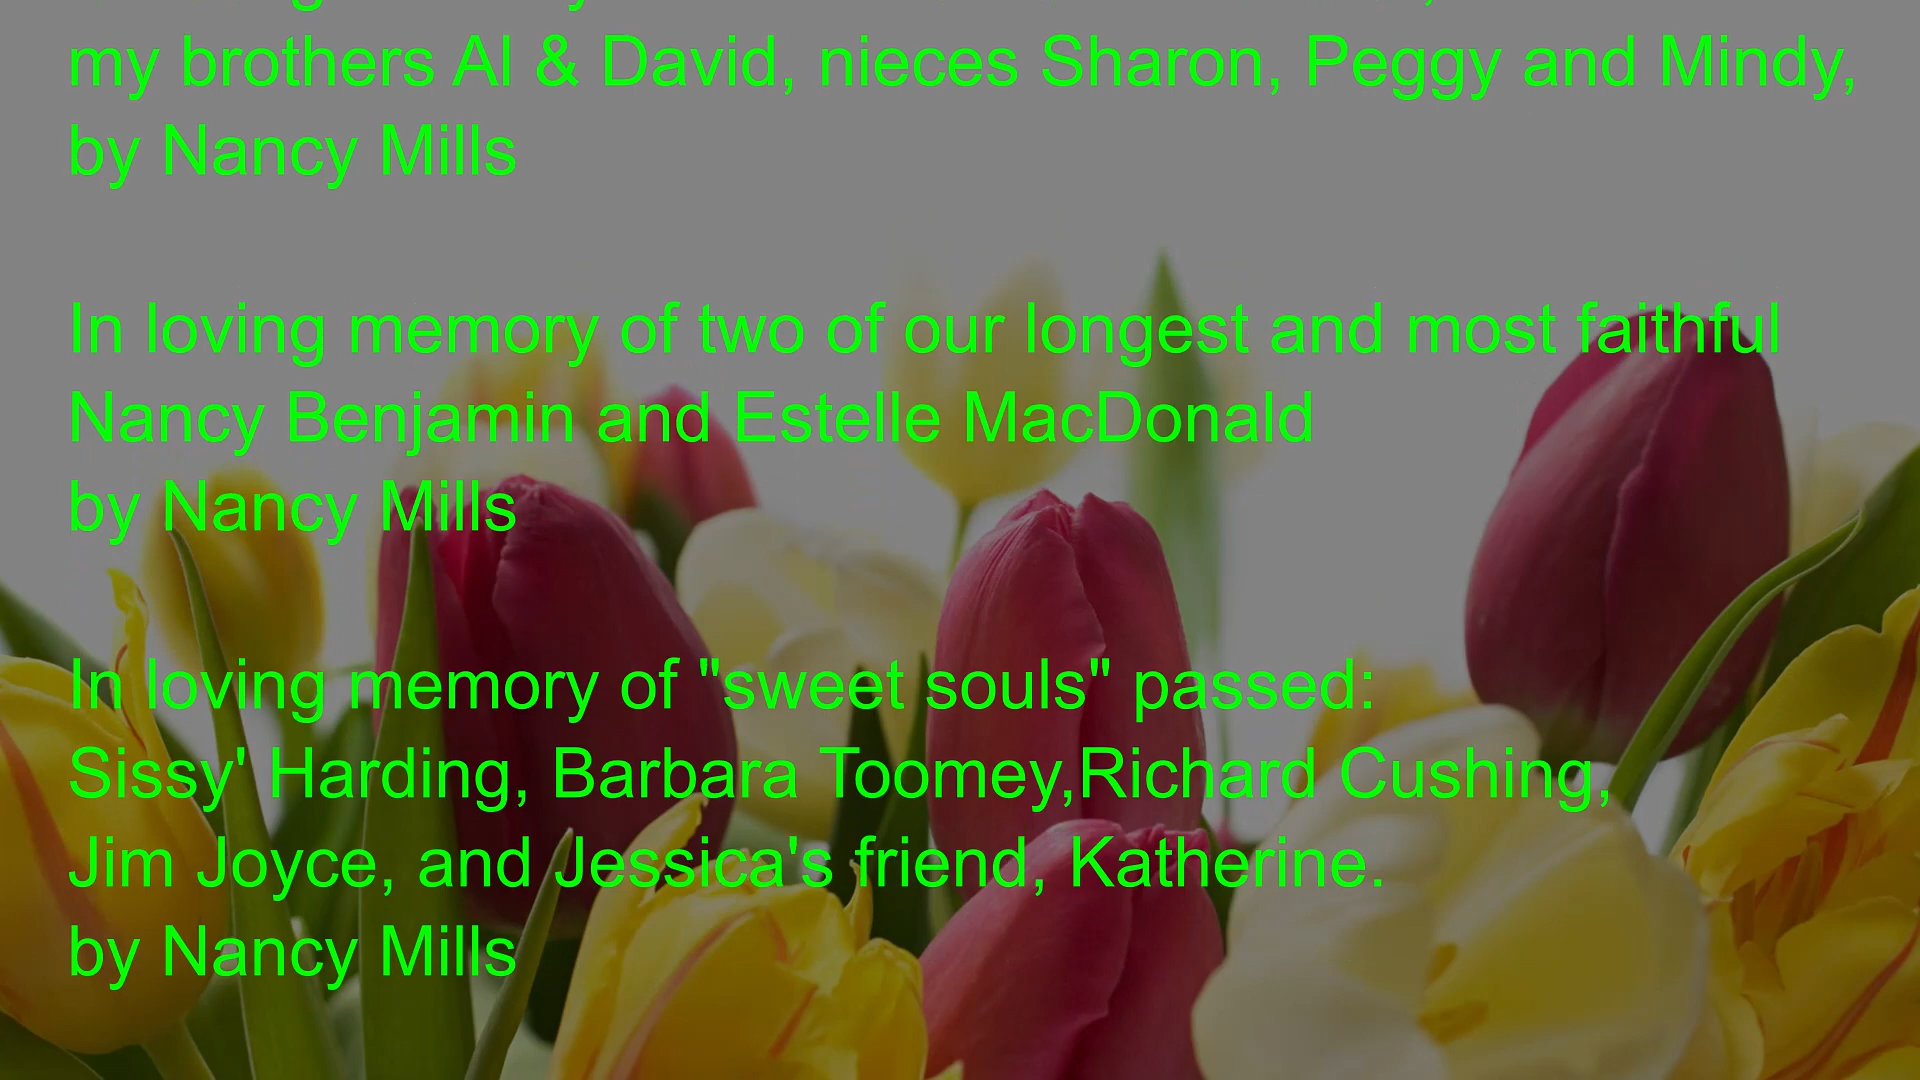 my brothers Al & David, nieces Sharon, Peggy and Mindy,
by Nancy Mills
In loving memory of two of our longest and most faithful
Nancy Benjamin and Estelle MacDonald
by Nancy Mills
In loving memory of "sweet souls" passed:
Sissy' Harding, Barbara Toomey,Richard Cushing,
Jim Joyce, and Jessica's friend, Katherine.
by Nancy Mills